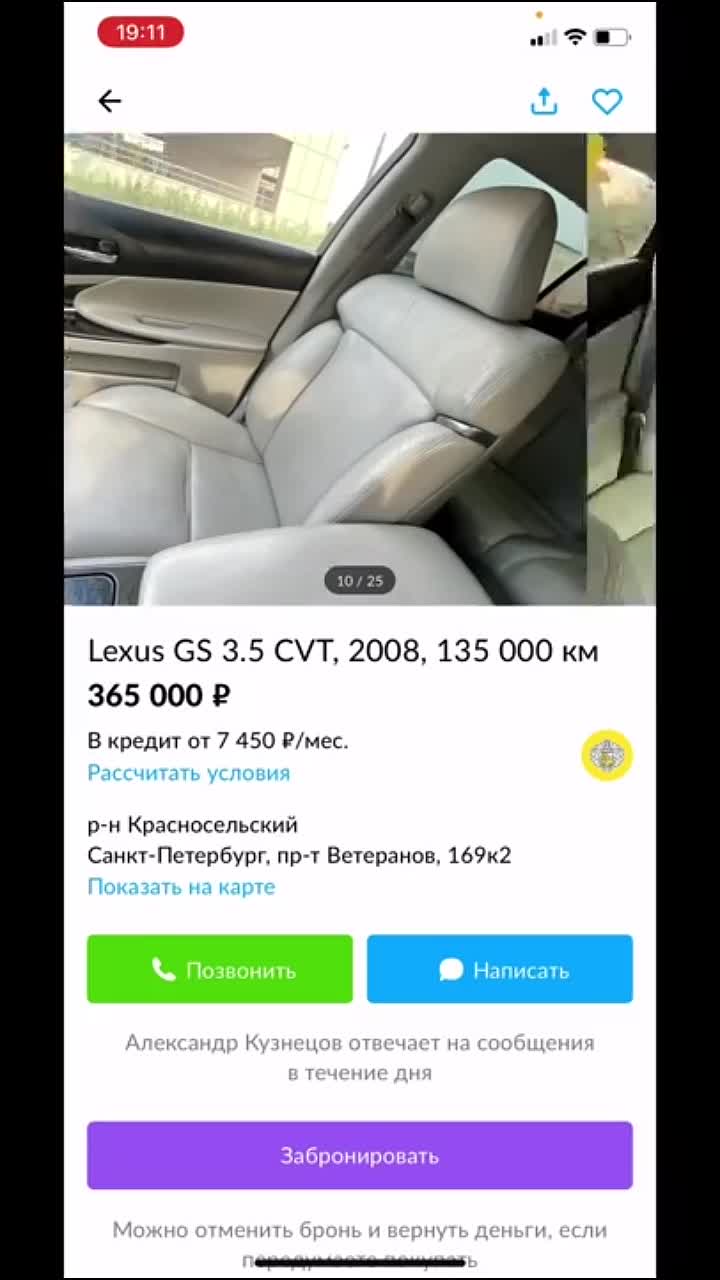 19:11
10 / 25
Lexus GS 3.5 CVT, 2008, 135 000 км
365 000 ₽
В кредит от 7 450 ₽/мес.
Рассчитать условия
р-н Красносельский
Санкт-Петербург, пр-т Ветеранов, 169к2
Показать на карте
Позвонить
Написать
Александр Кузнецов отвечает на сообщения
в течение дня
Забронировать
Можно отменить бронь и вернуть деньги, если
передумаете покупать